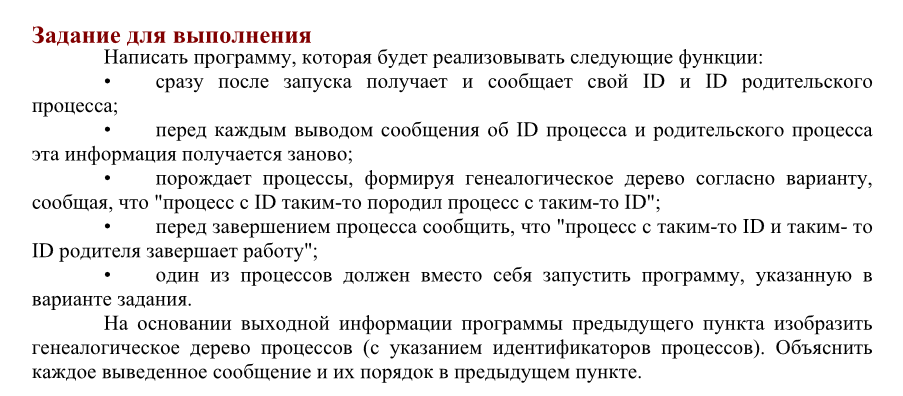 Задание для выполнения
Написать программу, которая будет реализовывать следующие функции:
• сразу после запуска получает и сообщает свой ID и ID родительского
процесса;
• перед каждым выводом сообщения об ID процесса и родительского процесса
эта информация получается заново;
• порождает процессы, формируя генеалогическое дерево согласно варианту,
сообщая, что "процесс с ID таким-то породил процесс с таким-то ID";
• перед завершением процесса сообщить, что "процесс с таким-то ID и таким- то
ID родителя завершает работу";
• один из процессов должен вместо себя запустить программу, указанную в
варианте задания.
На основании выходной информации программы предыдущего пункта изобразить
генеалогическое дерево процессов (с указанием идентификаторов процессов). Объяснить
каждое выведенное сообщение и их порядок в предыдущем пункте.